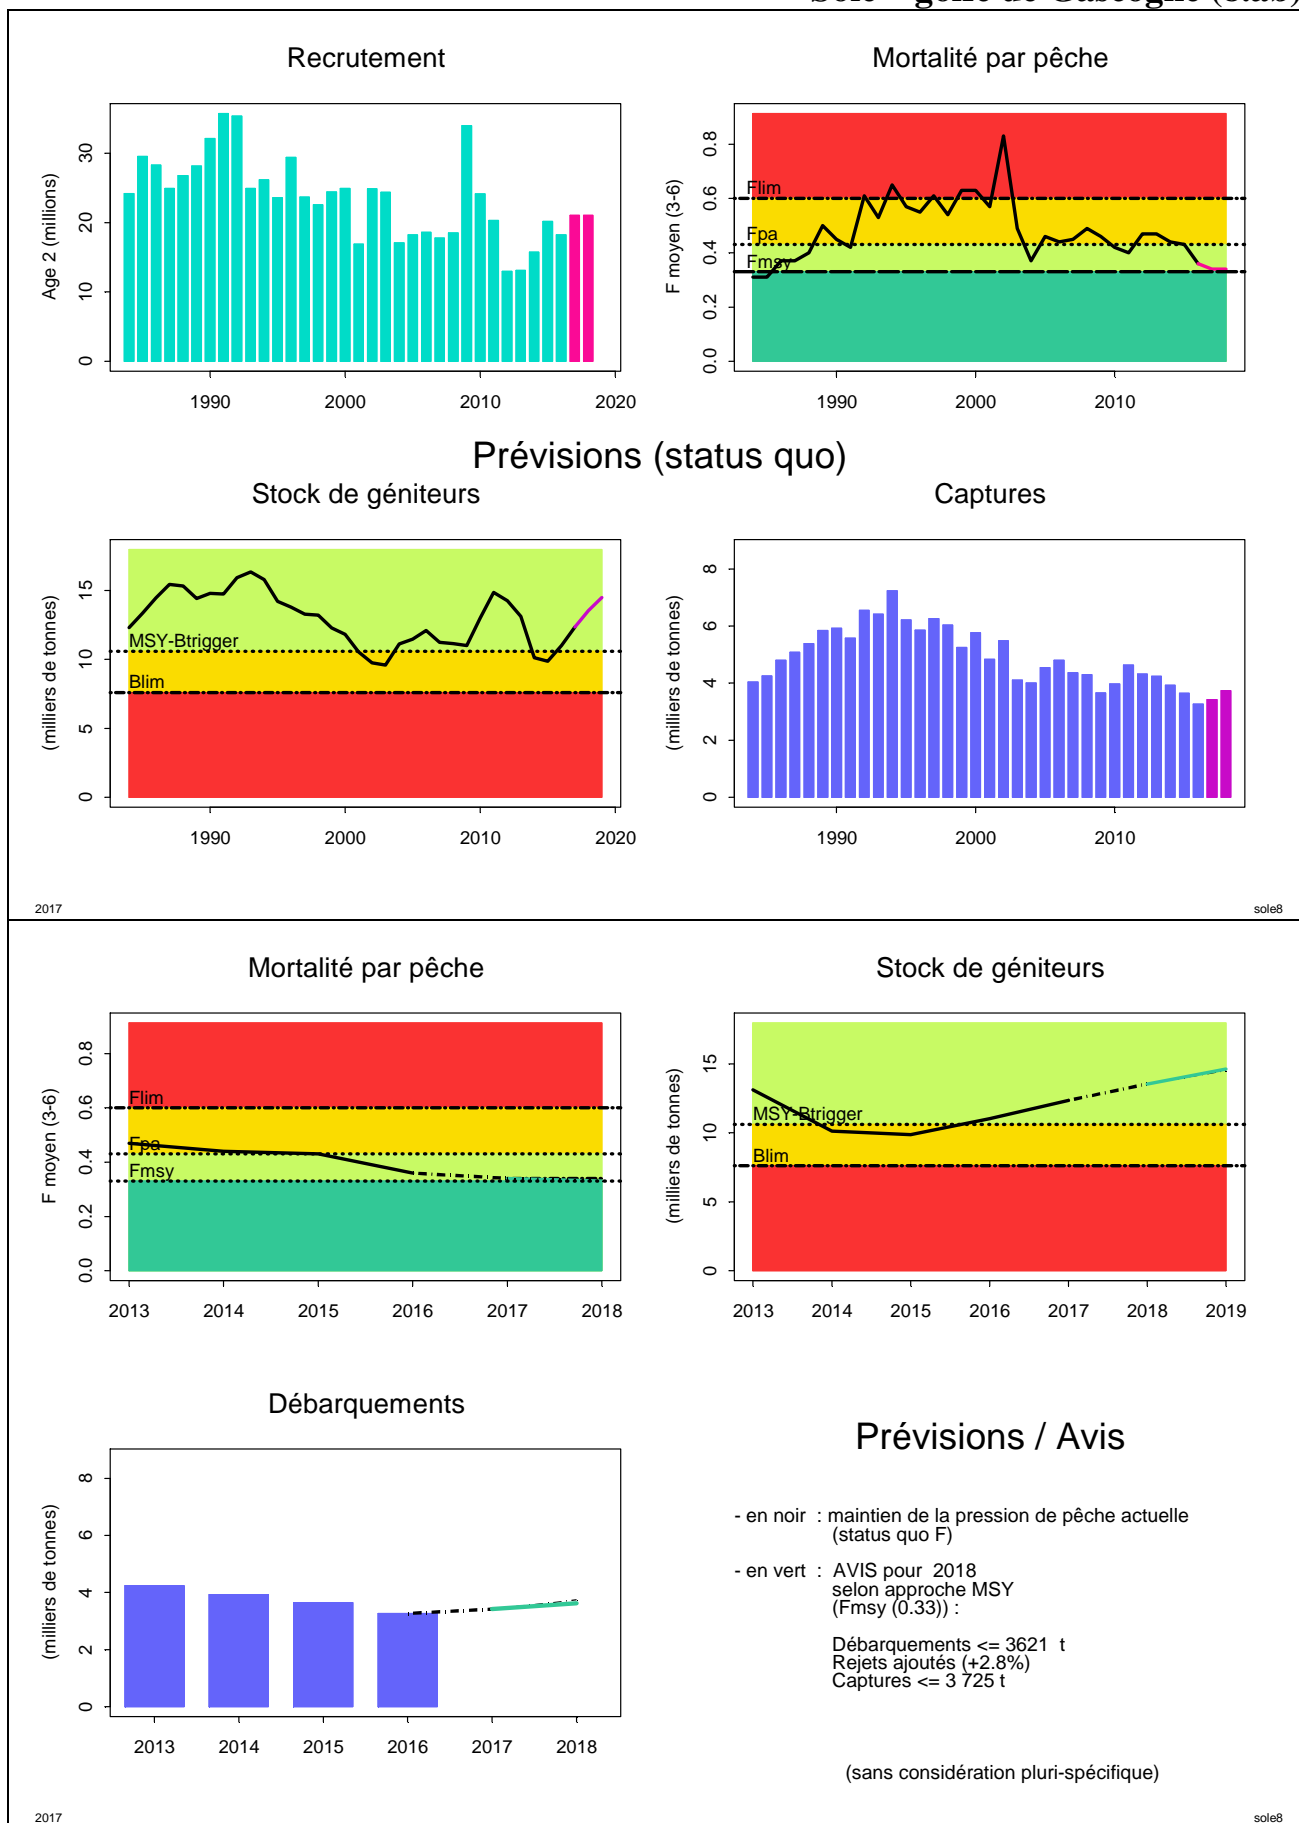 Sole - golfe de Gascogne (8ab)
Recrutement
Mortalité par pêche
Age 2 (millions)
0 10 20 30
1990 2000 2010 2020
F moyen (3-6)
0.0 0.2 0.4 0.6 0.8
Flim
Fpa
Fmsy
1990 2000 2010
Prévisions (status quo)
Stock de géniteurs
Captures
(milliers de tonnes)
0 5 10 15
MSY-Btrigger
Blim
1990 2000 2010 2020
(milliers de tonnes)
0 2 4 6 8
1990 2000 2010
2017
sole8
Mortalité par pêche
Stock de géniteurs
F moyen (3-6)
0.0 0.2 0.4 0.6 0.8
Flim
Fpa
Fmsy
2013 2014 2015 2016 2017 2018
(milliers de tonnes)
0 5 10 15
MSY-Btrigger
Blim
2013 2014 2015 2016 2017 2018 2019
Débarquements
(milliers de tonnes)
0 2 4 6 8
2013 2014 2015 2016 2017 2018
Prévisions / Avis
- en noir : maintien de la pression de pêche actuelle
(status quo F)
- en vert : AVIS pour 2018
selon approche MSY
(Fmsy (0.33)) :
Débarquements <= 3621 t
Rejets ajoutés (+2.8%)
Captures <= 3 725 t
(sans considération pluri-spécifique)
2017
sole8